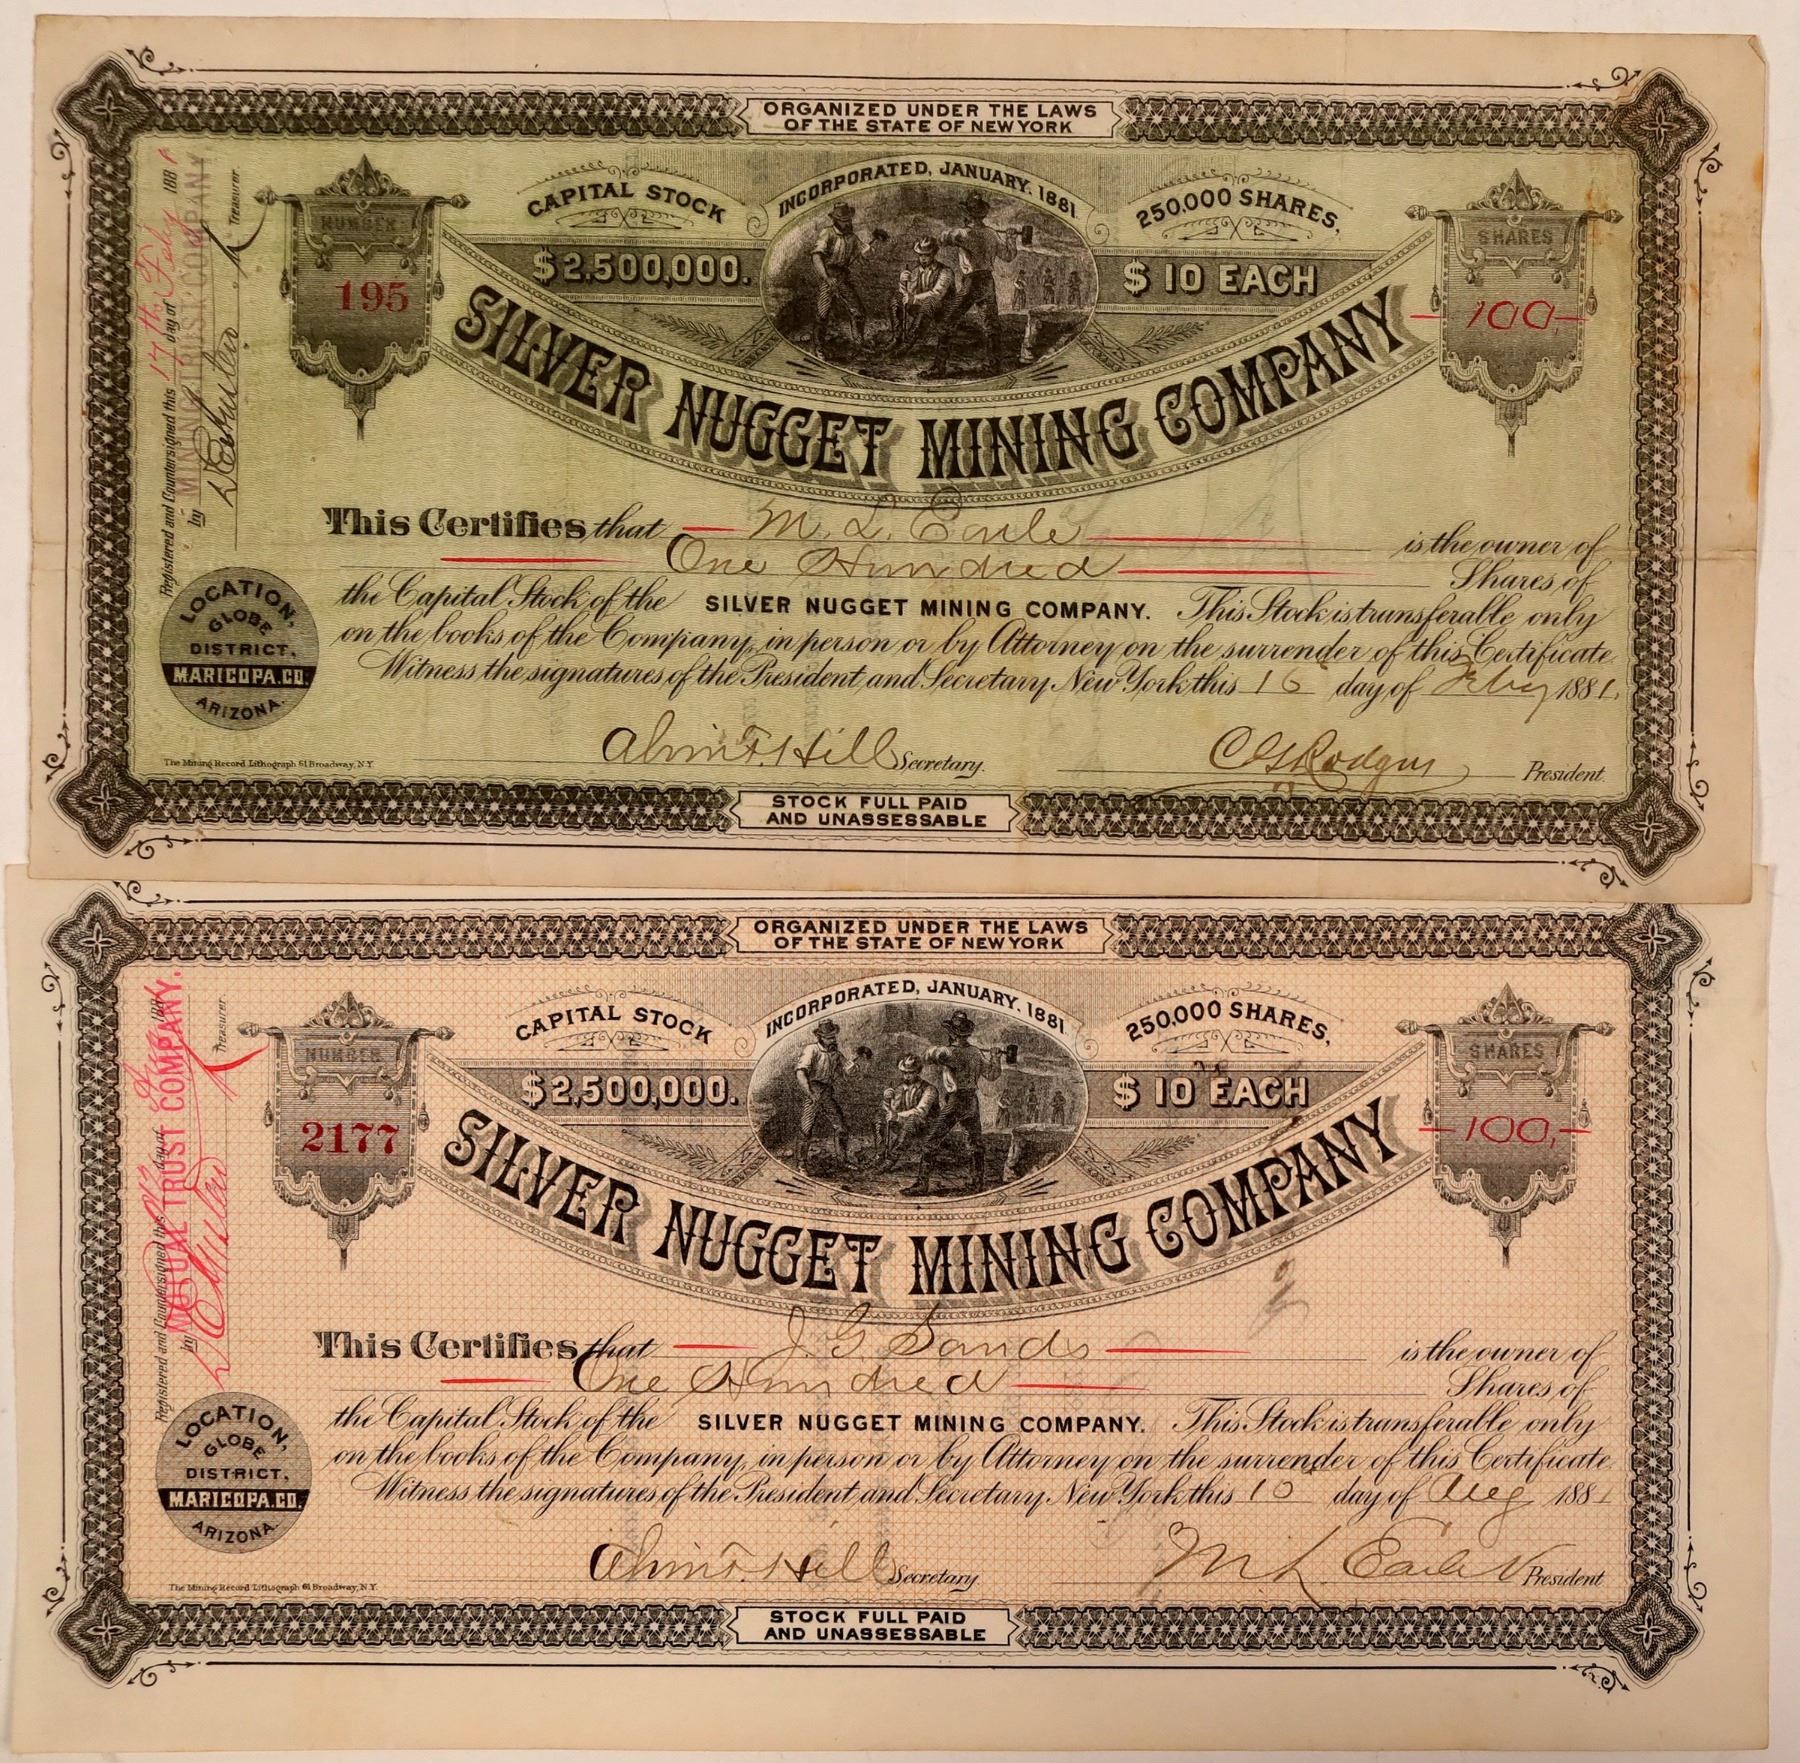 ORGANIZED UNDER THE LAWS
OF THE STATE OF NEW YORK
INCORPORATED, JANUARY. 1881.
CAPITAL STOCK
$2,500,000.
250,000 SHARES,
$10 EACH
NUMBER
195
SHARES
100,
SILVER NUGGET MINING COMPANY
Registered and Countersigned this 17th day of Feby 1881
MINING TRUST COMPANY
by
Treasurer.
This Certifies that M. L. Earle is the owner of
One Hundred Shares of
the Capital Stock of the SILVER NUGGET MINING COMPANY. This Stock is transferable only
on the books of the Company, in person or by Attorney on the surrender of this Certificate.
Witness the signatures of the President and Secretary New York this 16 day of Feby 1881.
LOCATION,
GLOBE
DISTRICT,
MARICOPA.CO.
ARIZONA.
Alvin F. Hill Secretary.
C G Rodgers President.
The Mining Record Lithograph 61 Broadway, N.Y
STOCK FULL PAID
AND UNASSESSABLE
ORGANIZED UNDER THE LAWS
OF THE STATE OF NEW YORK
INCORPORATED, JANUARY. 1881.
CAPITAL STOCK
$2,500,000.
250,000 SHARES,
$10 EACH
NUMBER
2177
SHARES
100,
SILVER NUGGET MINING COMPANY
Registered and Countersigned this day of 188
MUTUAL TRUST COMPANY.
by
Treasurer.
This Certifies that J G Sands is the owner of
One Hundred Shares of
the Capital Stock of the SILVER NUGGET MINING COMPANY. This Stock is transferable only
on the books of the Company, in person or by Attorney on the surrender of this Certificate.
Witness the signatures of the President and Secretary New York this 10 day of Aug 1881
LOCATION,
GLOBE
DISTRICT,
MARICOPA.CO.
ARIZONA.
Alvin F. Hill Secretary.
M L Earle V President
The Mining Record Lithograph 61 Broadway, N.Y.
STOCK FULL PAID
AND UNASSESSABLE